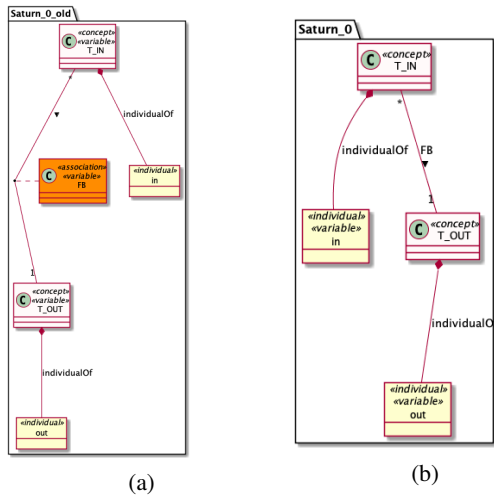 Saturn_0_old
«concept»
«variable»
C
T_IN
*
individualOf
«association»
«variable»
C
FB
«individual»
in
1
«concept»
«variable»
C
T_OUT
individualOf
«individual»
out
(a)
Saturn_0
«concept»
C
T_IN
*
individualOf
FB
1
«individual»
«variable»
in
«concept»
C
T_OUT
individualO
«individual»
«variable»
out
(b)